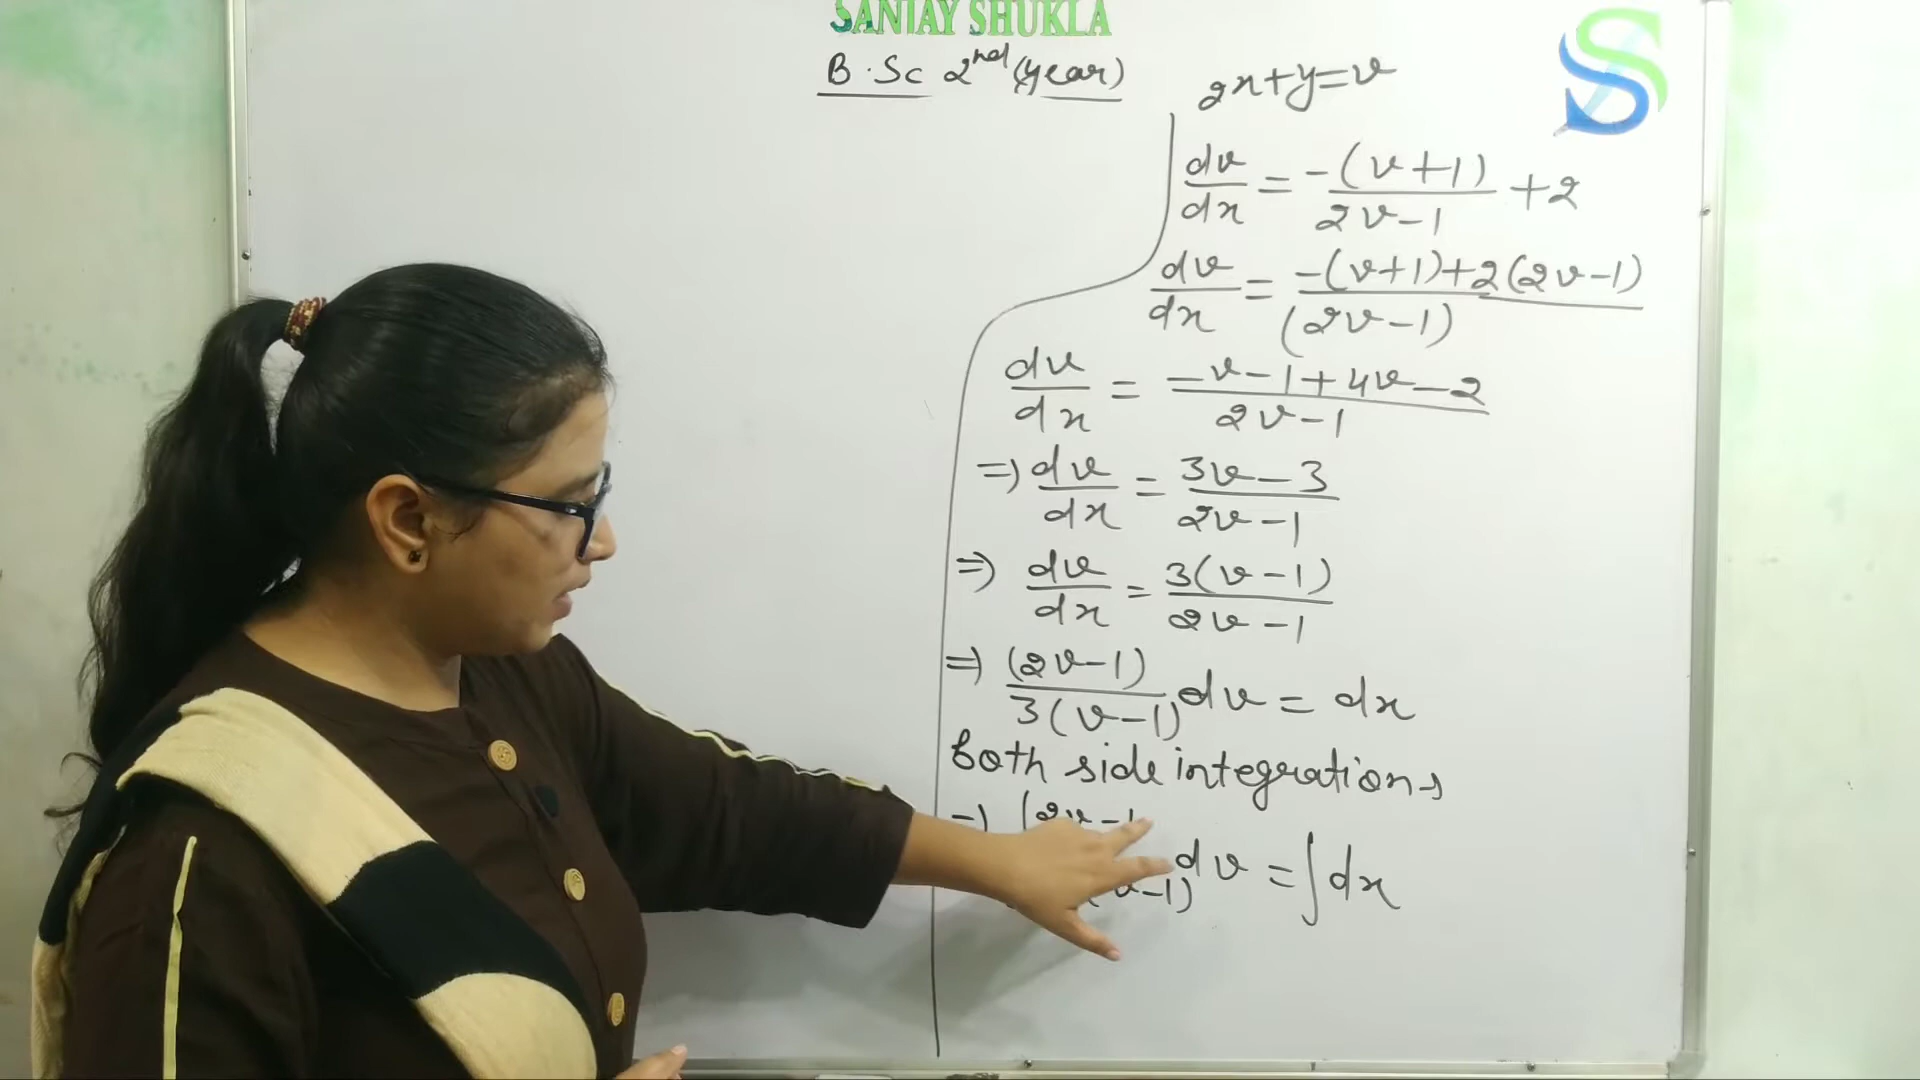 SANJAY SHUKLA
B.Sc 2nd (year)
2x+y=v
dv/dx = -(v+1)/2v-1 +2
dv/dx = -(v+1)+2(2v-1)/(2v-1)
dv/dx = -v-1+4v-2/2v-1
=> dv/dx = 3v-3/2v-1
=> dv/dx = 3(v-1)/2v-1
=> (2v-1)/3(v-1) dv = dx
Both side integrations
dv = ∫dx